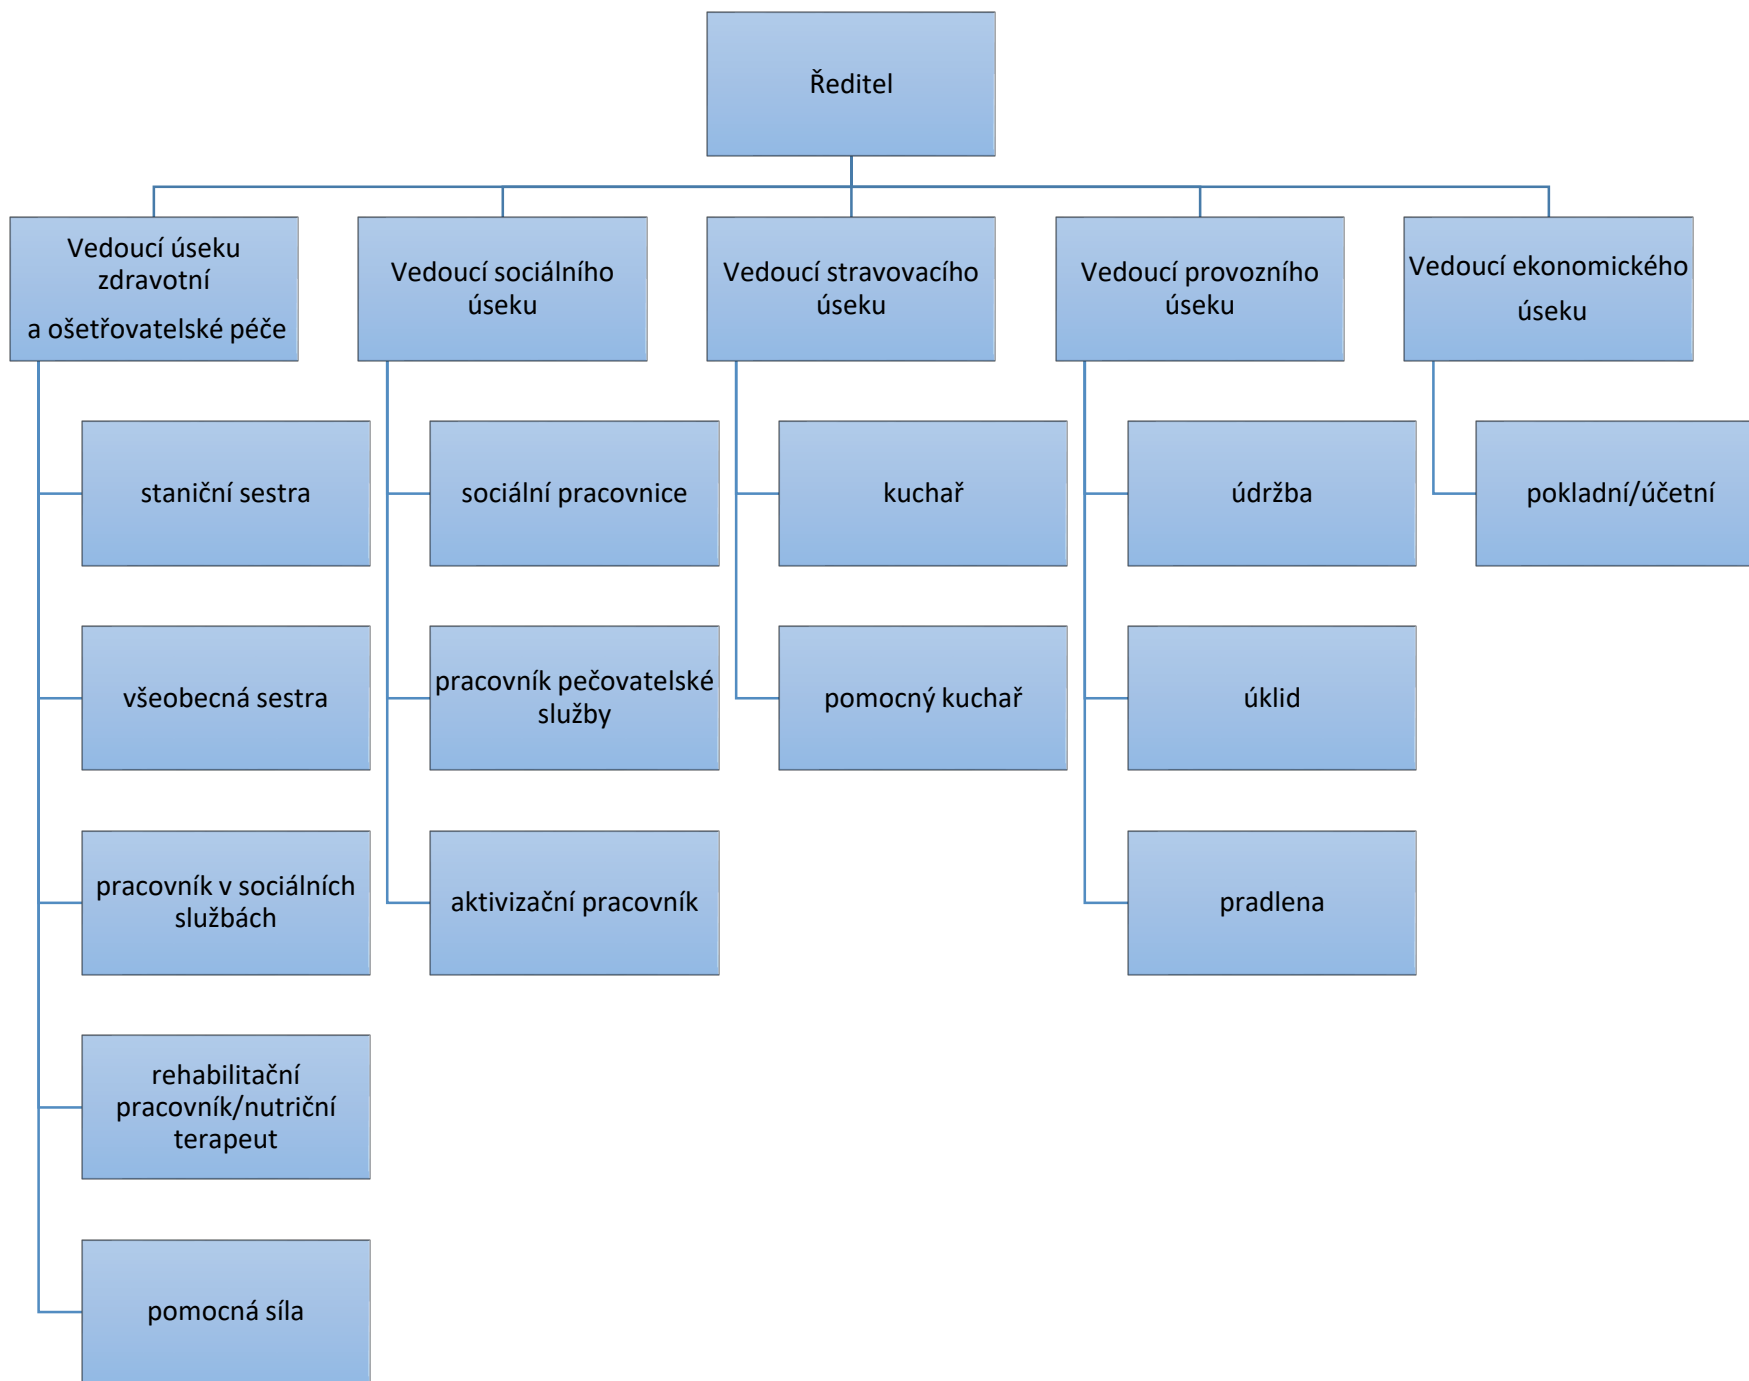 Ředitel
Vedoucí úseku
zdravotní
a ošetřovatelské péče
Vedoucí sociálního
úseku
Vedoucí stravovacího
úseku
Vedoucí provozního
úseku
Vedoucí ekonomického
úseku
staniční sestra
sociální pracovnice
kuchař
údržba
pokladní/účetní
všeobecná sestra
pracovník pečovatelské
služby
pomocný kuchař
úklid
pracovník v sociálních
službách
aktivizační pracovník
pradlena
rehabilitační
pracovník/nutriční
terapeut
pomocná síla